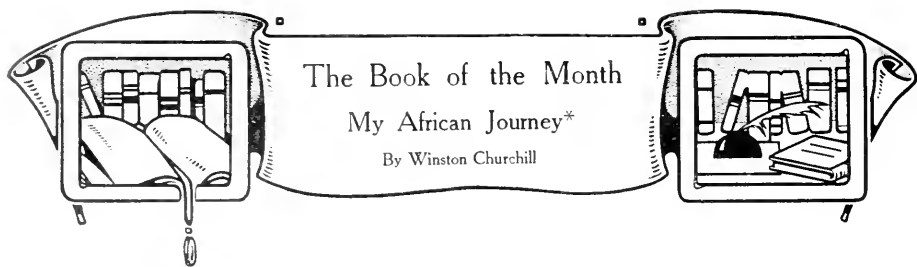 The Book of the Month
My African Journey*
By Winston Churchill